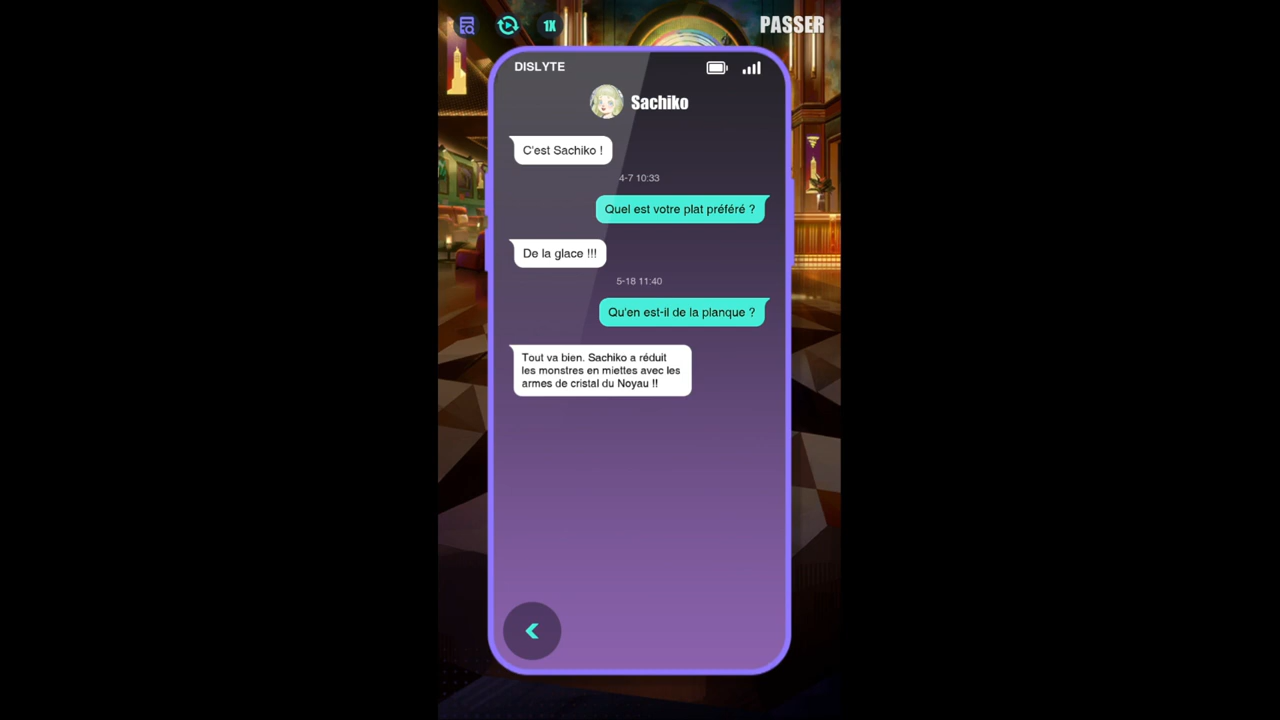 1X
PASSER
DISLYTE
Sachiko
C'est Sachiko !
4-7 10:33
Quel est votre plat préféré ?
De la glace !!!
5-18 11:40
Qu'en est-il de la planque ?
Tout va bien. Sachiko a réduit
les monstres en miettes avec les
armes de cristal du Noyau !!